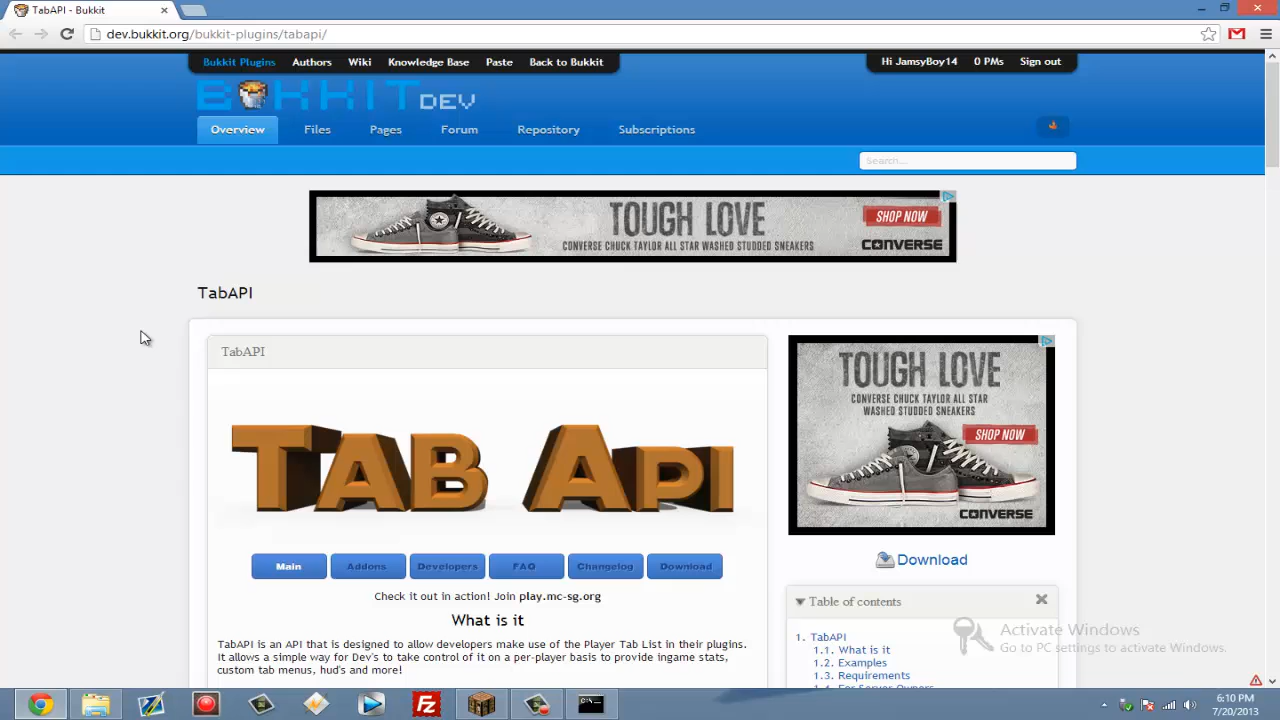 TabAPI - Bukkit
dev.bukkit.org/bukkit-plugins/tabapi/
Bukkit Plugins Authors Wiki Knowledge Base Paste Back to Bukkit
Hi JamsyBoy14 0 PMs Sign out
BUKKIT DEV
Overview Files Pages Forum Repository Subscriptions
Search...
TOUGH LOVE
CONVERSE CHUCK TAYLOR ALL STAR WASHED STUDDED SNEAKERS
SHOP NOW
CONVERSE
TabAPI
TabAPI
TAB API
Main Addons Developers FAQ Changelog Download
Check it out in action! Join play.mc-sg.org
What is it
TabAPI is an API that is designed to allow developers make use of the Player Tab List in their plugins.
It allows a simple way for Dev's to take control of it on a per-player basis to provide ingame stats,
custom tab menus, hud's and more!
TOUGH LOVE
CONVERSE CHUCK TAYLOR ALL STAR
WASHED STUDDED SNEAKERS
SHOP NOW
CONVERSE
Download
Table of contents
1. TabAPI
1.1. What is it
1.2. Examples
1.3. Requirements
1.4. For Server Owners
Activate Windows
Go to PC settings to activate Windows.
6:10 PM
7/20/2013